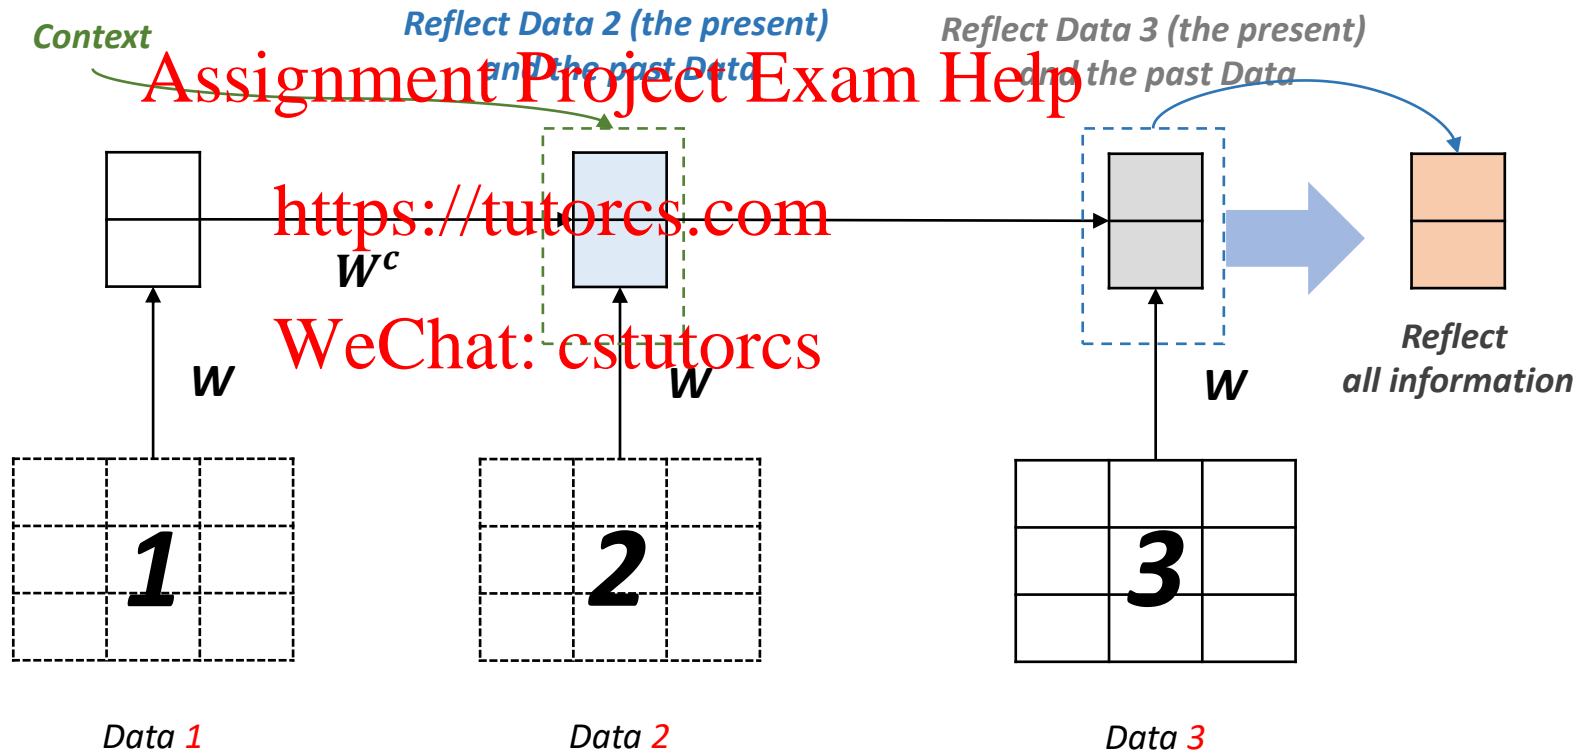 Context
Reflect Data 2 (the present)
and the past Data
Reflect Data 3 (the present)
and the past Data
Assignment Project Exam Help
https://tutorcs.com
W^c
WeChat: cstutorcs
Reflect
all information
W
W
W
1
2
3
Data 1
Data 2
Data 3